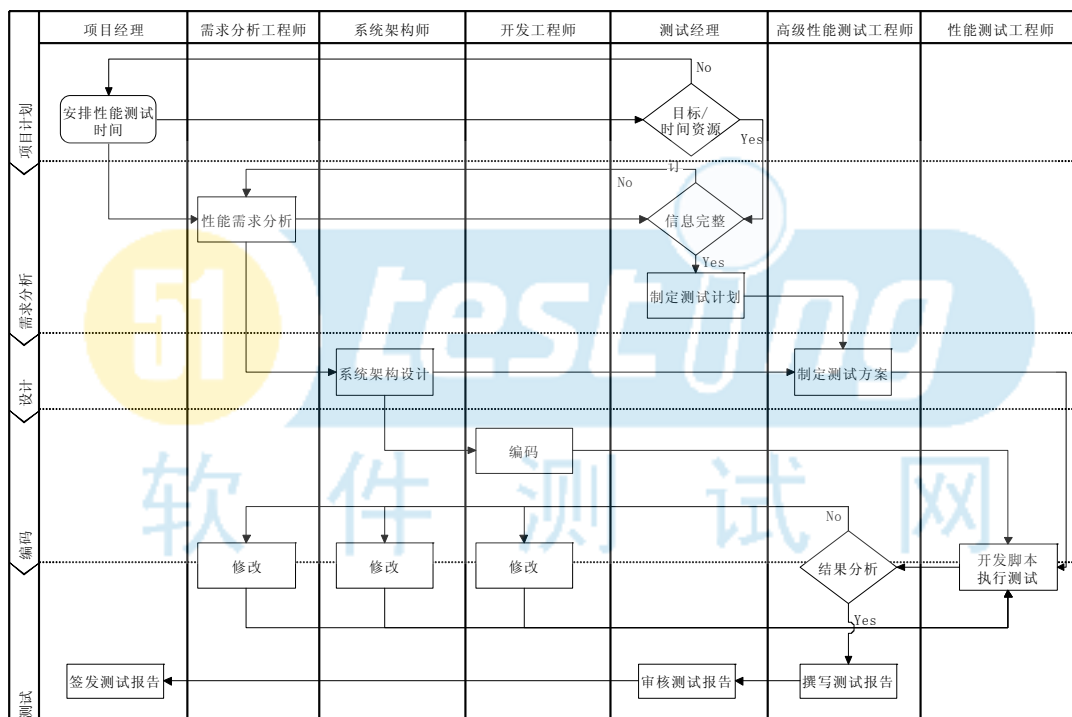 项目经理
需求分析工程师
系统架构师
开发工程师
测试经理
高级性能测试工程师
性能测试工程师
项目计划
No
安排性能测试
时间
目标/
时间资源
Yes
需求分析
No
性能需求分析
信息完整
Yes
制定测试计划
设计
系统架构设计
制定测试方案
51testing
软件测试网
编码
编码
No
修改
修改
修改
结果分析
开发脚本
执行测试
Yes
测试
签发测试报告
审核测试报告
撰写测试报告